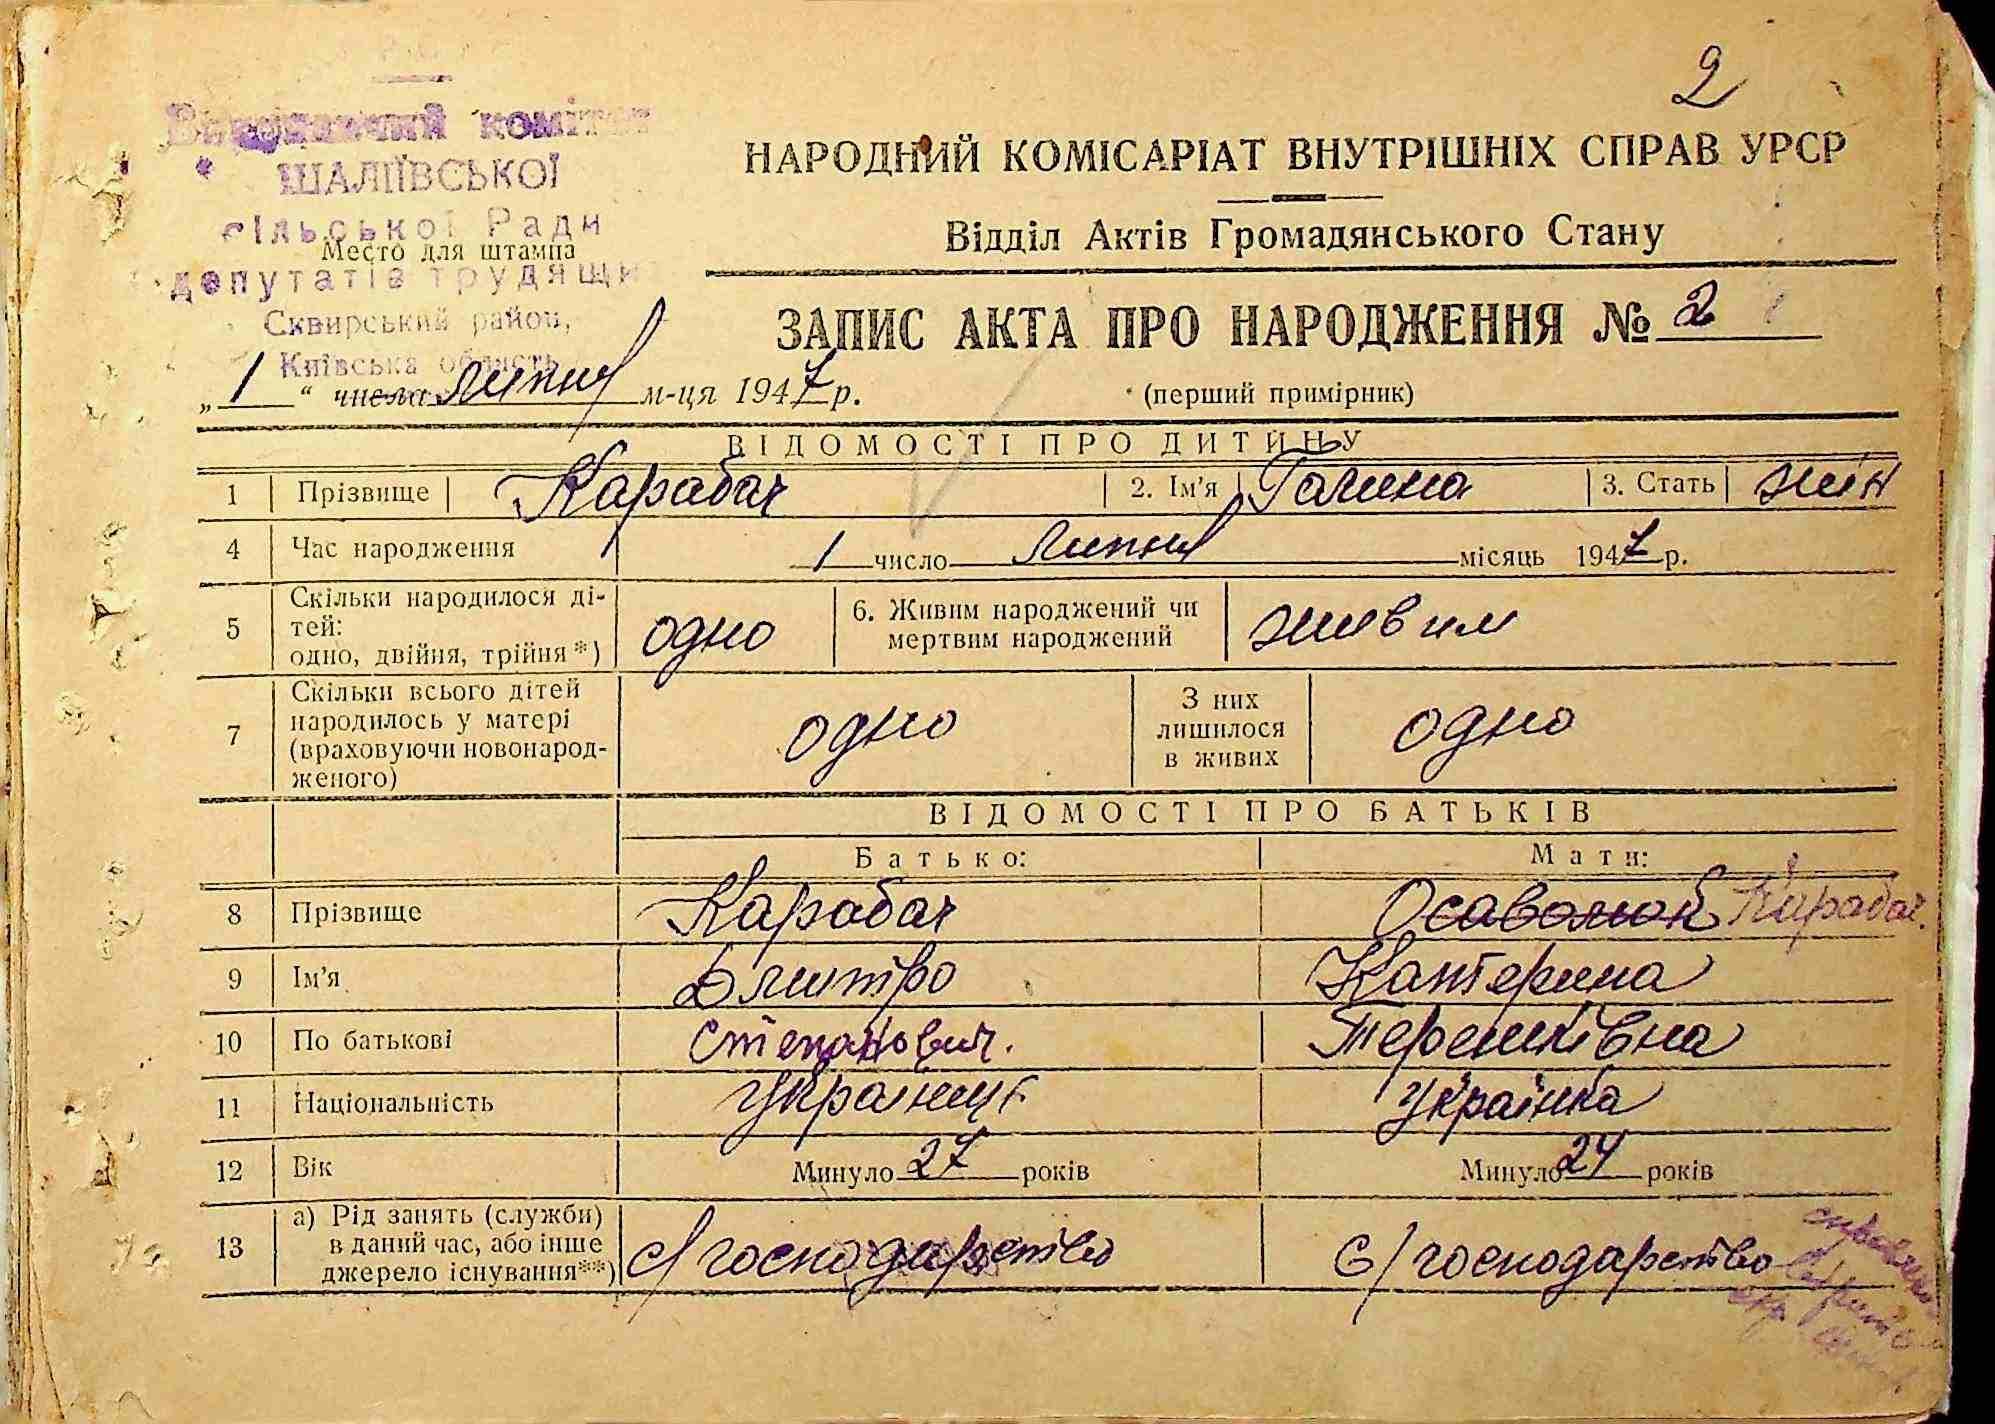 2
Виконавчий комітет
ШАЛІЇВСЬКОЇ
сільської Ради
Место для штампа
депутатів трудящих
Сквирський район,
Київська область
НАРОДНИЙ КОМІСАРІАТ ВНУТРІШНІХ СПРАВ УРСР
Відділ Актів Громадянського Стану
ЗАПИС АКТА ПРО НАРОДЖЕННЯ № 2
„1“ числа липня м-ця 1947 р.
(перший примірник)
ВІДОМОСТІ ПРО ДИТИНУ
1 Прізвище Карабач 2. Ім'я Галина 3. Стать жін
4 Час народження 1 число липня місяць 1947 р.
5 Скільки народилося ді-
тей:
одно, двійня, трійня*) одно
6. Живим народжений чи
мертвим народжений живим
7 Скільки всього дітей
народилось у матері
(враховуючи новонарод-
женого) одно
З них
лишилося
в живих одно
ВІДОМОСТІ ПРО БАТЬКІВ
Батько: Мати:
8 Прізвище Карабач Карабач.
9 Ім'я Дмитро Катерина
10 По батькові Степанович. Терешківна
11 Національність Українець Українка
12 Вік Минуло 27 років Минуло 24 років
13 а) Рід занять (служби)
в даний час, або інше
джерело існування**) с/господарство с/господарство